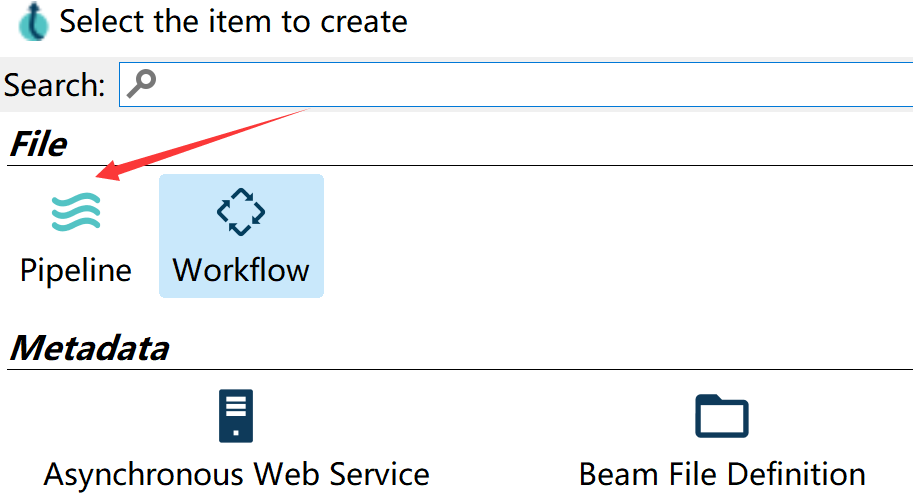 Select the item to create
Search:
File
Pipeline
Workflow
Metadata
Asynchronous Web Service
Beam File Definition